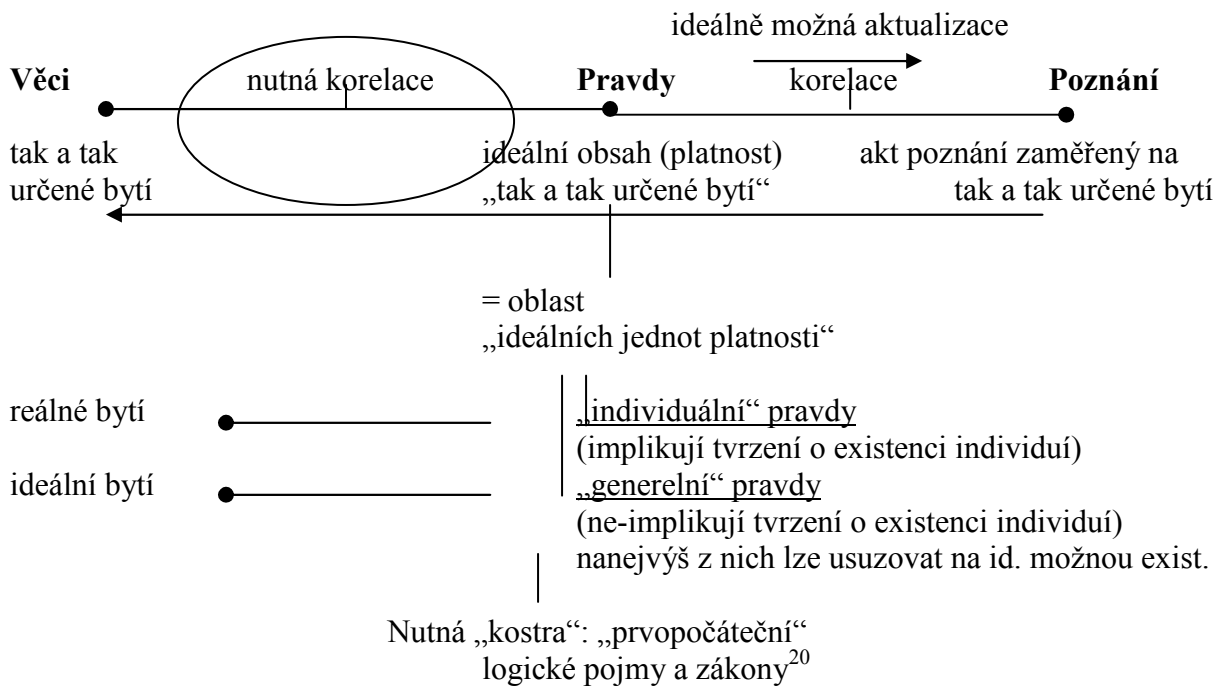 ideálně možná aktualizace
Věci nutná korelace Pravdy korelace Poznání
tak a tak ideální obsah (platnost) akt poznání zaměřený na
určené bytí „tak a tak určené bytí“ tak a tak určené bytí
= oblast
„ideálních jednot platnosti“
reálné bytí „individuální“ pravdy
(implikují tvrzení o existenci individuí)
ideální bytí „generelní“ pravdy
(ne-implikují tvrzení o existenci individuí)
nanejvýš z nich lze usuzovat na id. možnou exist.
Nutná „kostra“: „prvopočáteční“
logické pojmy a zákony20